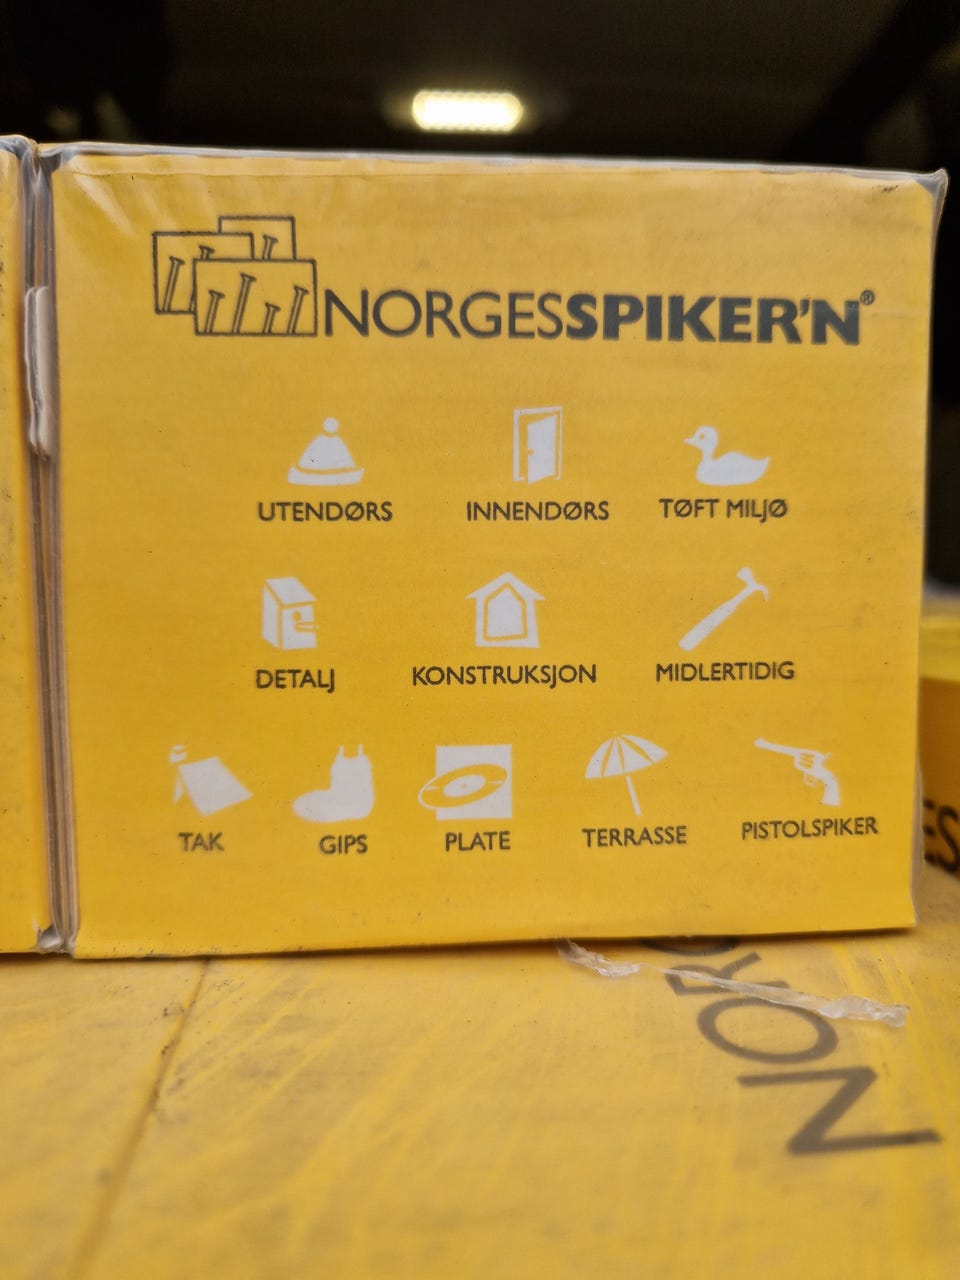 NORGESSPIKER'N®
UTENDØRS INNENDØRS TØFT MILJØ
DETALJ KONSTRUKSJON MIDLERTIDIG
TAK GIPS PLATE TERRASSE PISTOLSPIKER